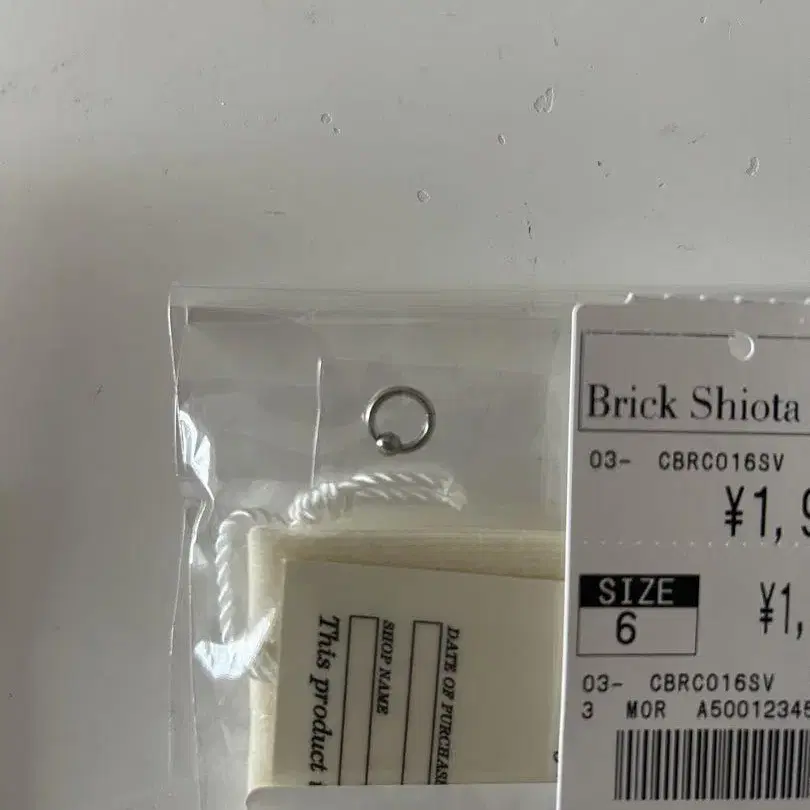 Brick Shiota
03- CBRC016SV
¥1, 9
SIZE
6
¥1,
03- CBRC016SV
3 MOR A50012345
DATE OF PURCHAS
SHOP NAME
This product